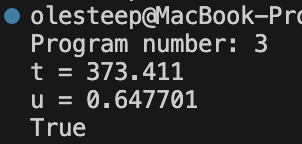 olesteep@MacBook-Pro
Program number: 3
t = 373.411
u = 0.647701
True